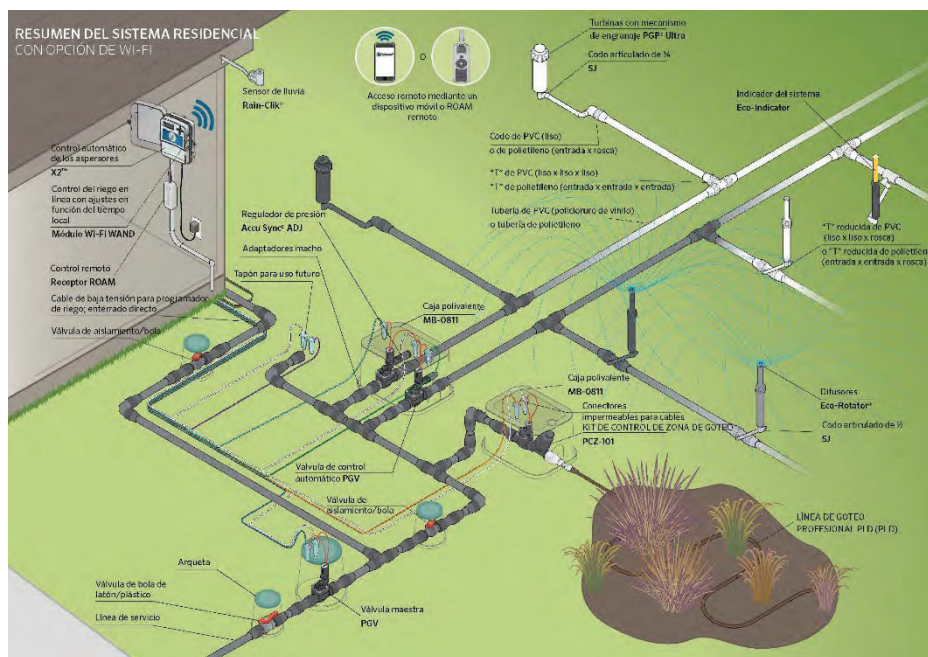 RESUMEN DEL SISTEMA RESIDENCIAL
CON OPCIÓN DE WI-FI
Sensor de lluvia
Rain-Clik®
O
Acceso remoto mediante un
dispositivo móvil o ROAM
remoto
Turbinas con mecanismo
de engranaje PGP® Ultra
Codo articulado de ¾
SJ
Indicador del sistema
Eco-Indicator
Codo de PVC (liso)
o de polietileno (entrada x rosca)
"T" de PVC (liso x liso x liso)
"T" de polietileno (entrada x entrada x entrada)
Tubería de PVC (policloruro de vinilo)
o tubería de polietileno
"T" reducida de PVC
(liso x liso x rosca)
o "T" reducida de polietileno
(entrada x entrada x rosca)
Control automático
de los aspersores
X2™
Control del riego en
línea con ajustes en
función del tiempo
local
Módulo Wi-Fi WAND
Control remoto
Receptor ROAM
Cable de baja tensión para programador
de riego; enterrado directo
Válvula de aislamiento/bola
Regulador de presión
Accu Sync® ADJ
Adaptadores macho
Tapón para uso futuro
Caja polivalente
MB-0811
Caja polivalente
MB-0811
Conectores
impermeables para cables
KIT DE CONTROL DE ZONA DE GOTEO
PCZ-101
Difusores
Eco-Rotator®
Codo articulado de ½
SJ
Válvula de control
automático PGV
Válvula de
aislamiento/bola
LÍNEA DE GOTEO
PROFESIONAL PLD (PLD)
Arqueta
Válvula de bola de
latón/plástico
Línea de servicio
Válvula maestra
PGV